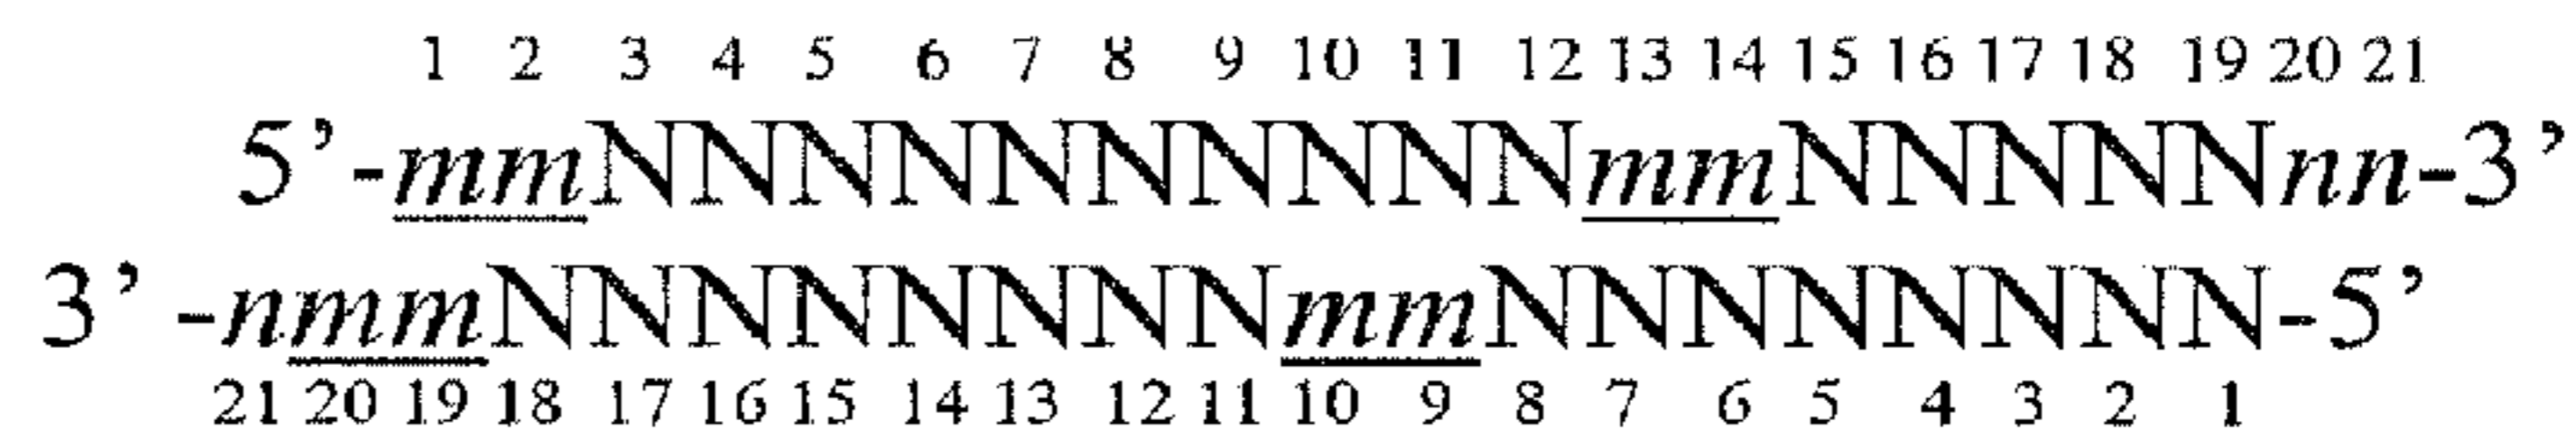 1 2 3 4 5 6 7 8 9 10 11 12 13 14 15 16 17 18 19 20 21
5’-mmNNNNNNNNNNmmNNNNNnn-3’
3’-nmmNNNNNNNNmmNNNNNNNN-5’
21 20 19 18 17 16 15 14 13 12 11 10 9 8 7 6 5 4 3 2 1